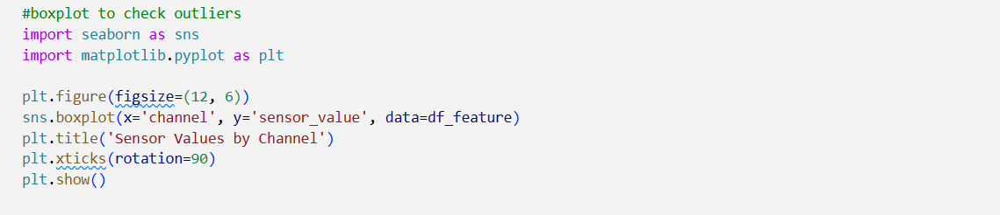 #boxplot to check outliers
import seaborn as sns
import matplotlib.pyplot as plt
plt.figure(figsize=(12, 6))
sns.boxplot(x='channel', y='sensor_value', data=df_feature)
plt.title('Sensor Values by Channel')
plt.xticks(rotation=90)
plt.show()